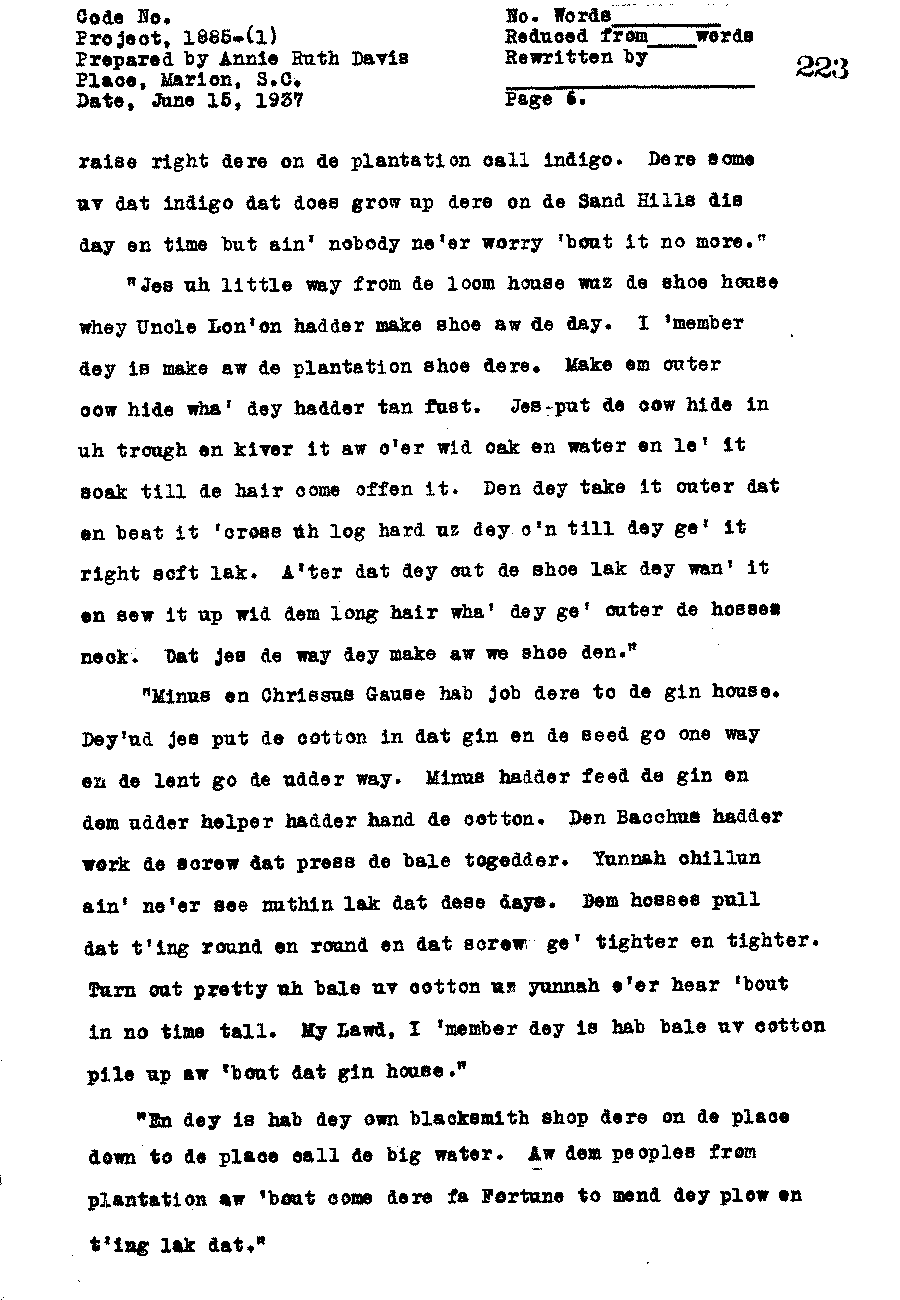 Code No.
Project, 1885-(1)
Prepared by Annie Ruth Davis
Place, Marion, S.C.
Date, June 15, 1937
No. Words
Reduced from____words
Rewritten by
Page 6.
223
raise right dere on de plantation call indigo. Dere some
uv dat indigo dat does grow up dere on de Sand Hills dis
day en time but ain' nobody ne'er worry 'bout it no more."
"Jes uh little way from de loom house wuz de shoe house
whey Uncle Lon'on hadder make shoe aw de day. I 'member
dey is make aw de plantation shoe dere. Make em outer
cow hide wha' dey hadder tan fust. Jes put de cow hide in
uh trough en kiver it aw o'er wid oak en water en le' it
soak till de hair come offen it. Den dey take it outer dat
en beat it 'cross uh log hard uz dey c'n till dey ge' it
right soft lak. A'ter dat dey cut de shoe lak dey wan' it
en sew it up wid dem long hair wha' dey ge' outer de hosses
neck. Dat jes de way dey make aw we shoe den."
"Minus en Chrissus Gause hab job dere to de gin house.
Dey'ud jes put de cotton in dat gin en de seed go one way
en de lent go de udder way. Minus hadder feed de gin en
dem udder helper hadder hand de cotton. Den Bacchus hadder
work de screw dat press de bale togedder. Yunnah chillun
ain' ne'er see nuthin lak dat dese days. Dem hosses pull
dat t'ing round en round en dat screw ge' tighter en tighter.
Turn out pretty uh bale uv cotton uz yunnah e'er hear 'bout
in no time tall. My Lawd, I 'member dey is hab bale uv cotton
pile up aw 'bout dat gin house."
"En dey is hab dey own blacksmith shop dere on de place
down to de place call de big water. Aw dem peoples from
plantation aw 'bout come dere fa Fortune to mend dey plow en
t'ing lak dat."